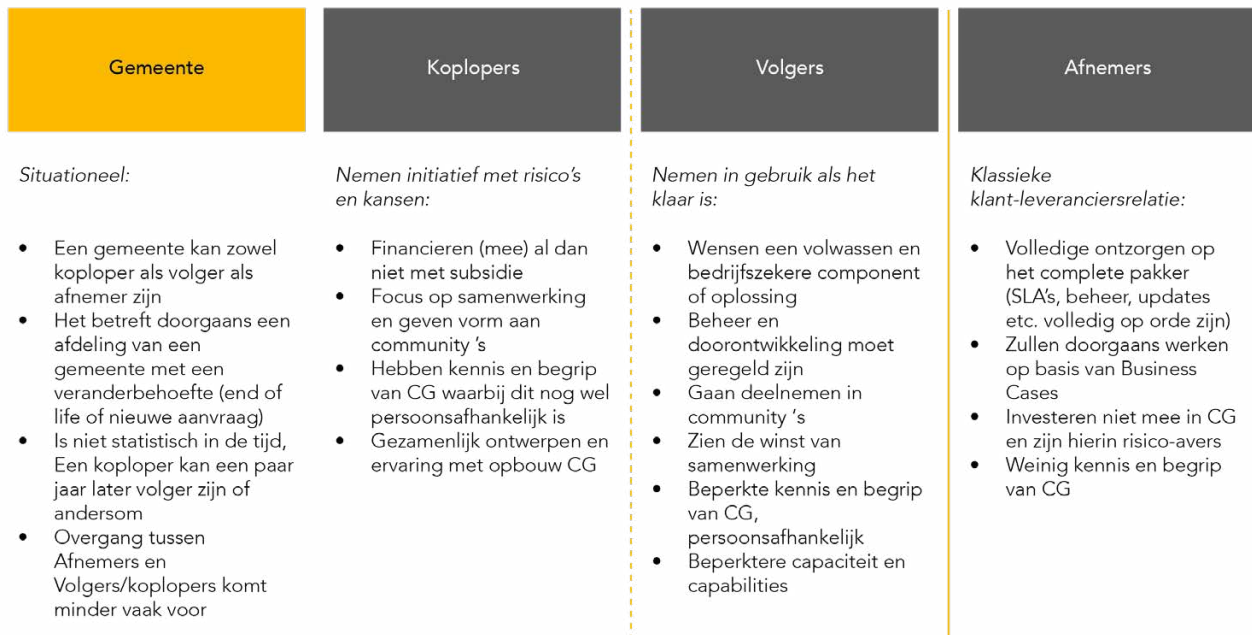 Gemeente
Situationeel:
• Een gemeente kan zowel
koploper als volger als
afnemer zijn
• Het betreft doorgaans een
afdeling van een
gemeente met een
veranderbehoefte (end of
life of nieuwe aanvraag)
• Is niet statistisch in de tijd,
Een koploper kan een paar
jaar later volger zijn of
andersom
• Overgang tussen
Afnemers en
Volgers/koplopers komt
minder vaak voor
Koplopers
Nemen initiatief met risico’s
en kansen:
• Financieren (mee) al dan
niet met subsidie
• Focus op samenwerking
en geven vorm aan
community ’s
• Hebben kennis en begrip
van CG waarbij dit nog wel
persoonsafhankelijk is
• Gezamenlijk ontwerpen en
ervaring met opbouw CG
Volgers
Nemen in gebruik als het
klaar is:
• Wensen een volwassen en
bedrijfszekere component
of oplossing
• Beheer en
doorontwikkeling moet
geregeld zijn
• Gaan deelnemen in
community ‘s
• Zien de winst van
samenwerking
• Beperkte kennis en begrip
van CG,
persoonsafhankelijk
• Beperktere capaciteit en
capabilities
Afnemers
Klassieke
klant-leveranciersrelatie:
• Volledige ontzorgen op
het complete pakker
(SLA’s, beheer, updates
etc. volledig op orde zijn)
• Zullen doorgaans werken
op basis van Business
Cases
• Investeren niet mee in CG
en zijn hierin risico-avers
• Weinig kennis en begrip
van CG